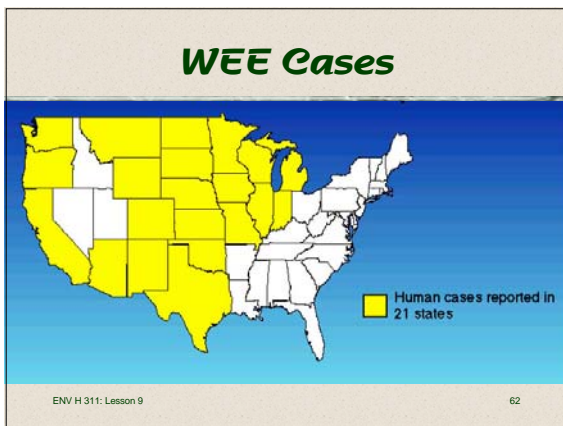 WEE Cases
Human cases reported in
21 states
ENV H 311: Lesson 9
62